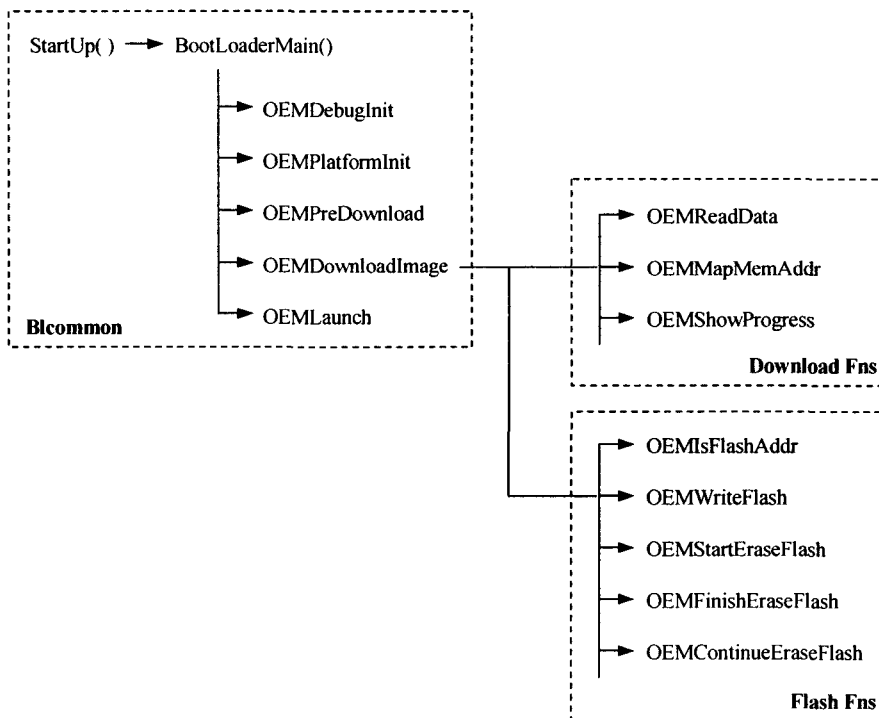 StartUp( ) BootLoaderMain()
OEMDebugInit
OEMPlatformInit
OEMPreDownload
OEMDownloadImage
OEMLaunch
Blcommon
OEMReadData
OEMMapMemAddr
OEMShowProgress
Download Fns
OEMIsFlashAddr
OEMWriteFlash
OEMStartEraseFlash
OEMFinishEraseFlash
OEMContinueEraseFlash
Flash Fns